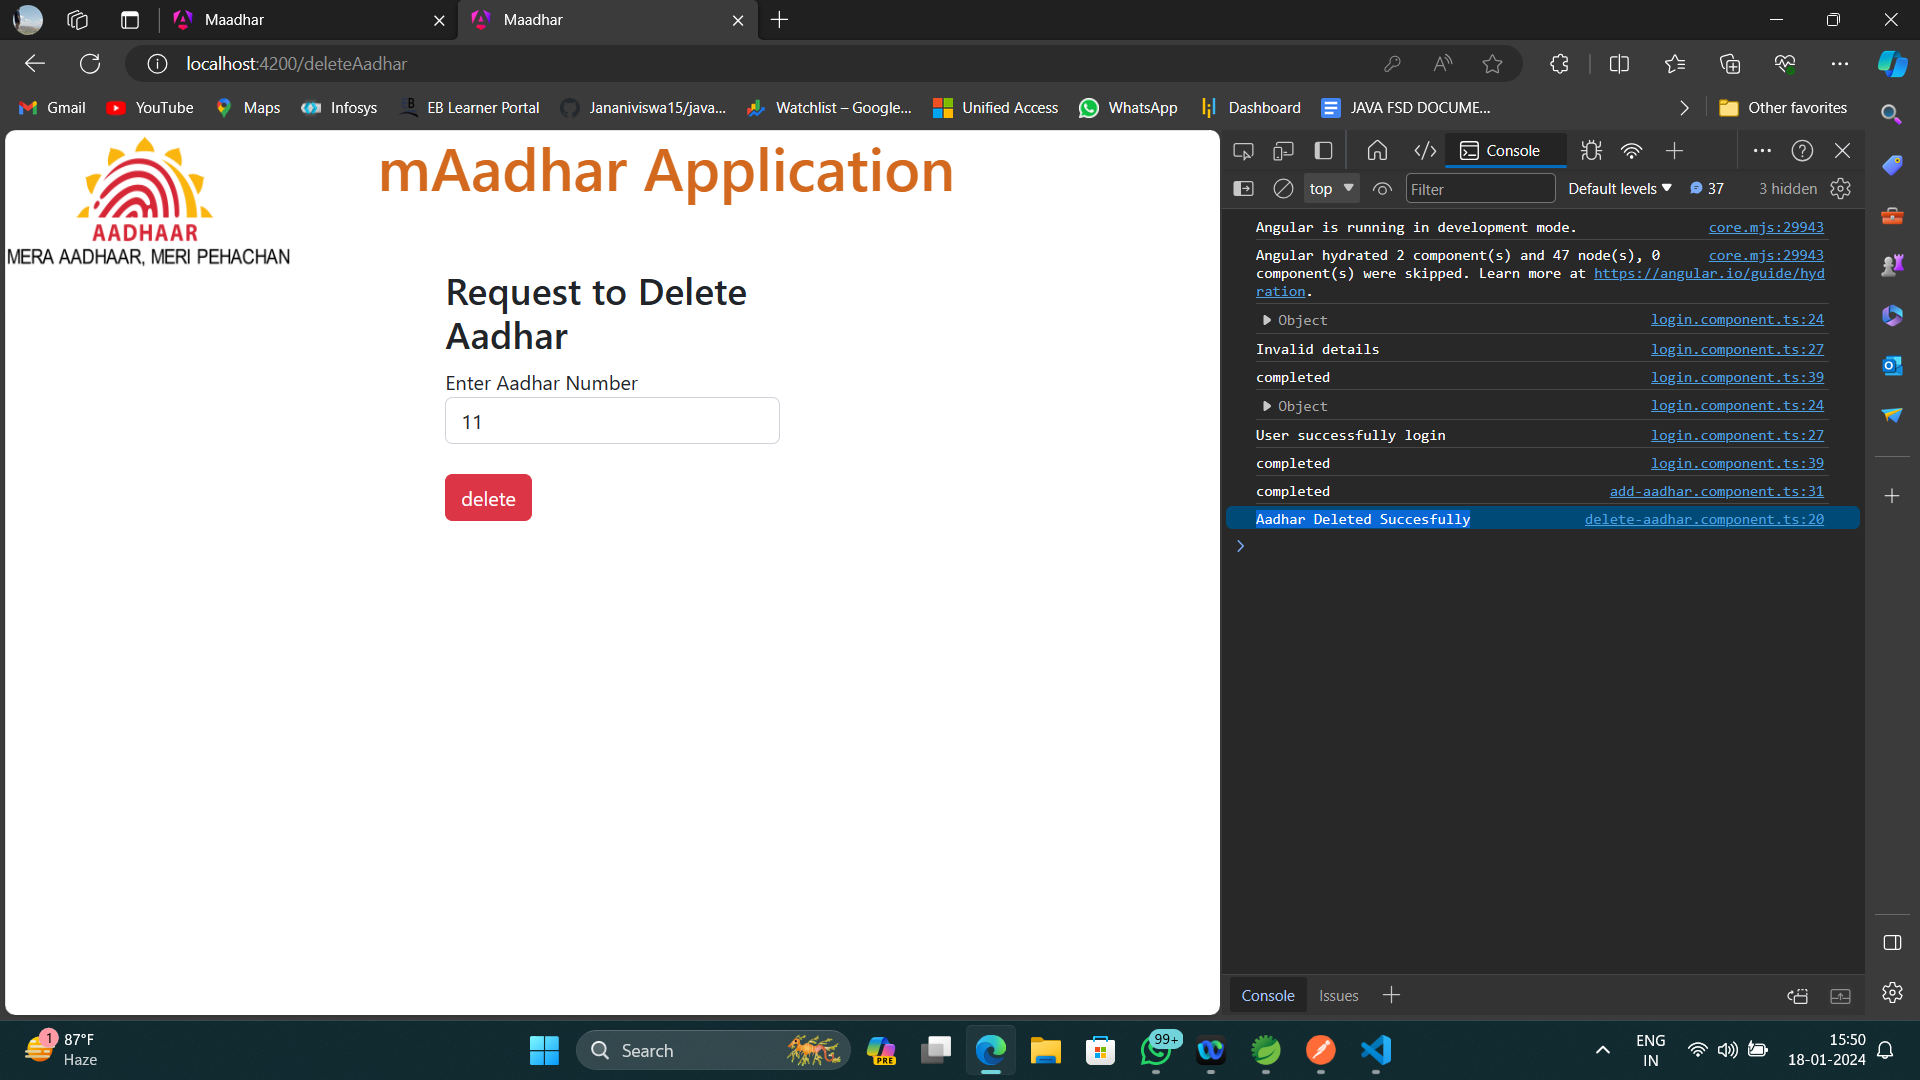 Maadhar
Maadhar
localhost:4200/deleteAadhar
Gmail
YouTube
Maps
Infosys
EB Learner Portal
Jananiviswa15/java...
Watchlist – Google...
Unified Access
WhatsApp
Dashboard
JAVA FSD DOCUME...
Other favorites
AADHAAR
MERA AADHAAR, MERI PEHACHAN
mAadhar Application
Request to Delete
Aadhar
Enter Aadhar Number
11
delete
Console
top
Filter
Default levels
37
3 hidden
Angular is running in development mode. core.mjs:29943
Angular hydrated 2 component(s) and 47 node(s), 0 core.mjs:29943
component(s) were skipped. Learn more at https://angular.io/guide/hyd
ration.
Object login.component.ts:24
Invalid details login.component.ts:27
completed login.component.ts:39
Object login.component.ts:24
User successfully login login.component.ts:27
completed login.component.ts:39
completed add-aadhar.component.ts:31
Aadhar Deleted Succesfully delete-aadhar.component.ts:20
Console
Issues
1
87°F
Haze
Search
PRE
99+
ENG
IN
15:50
18-01-2024